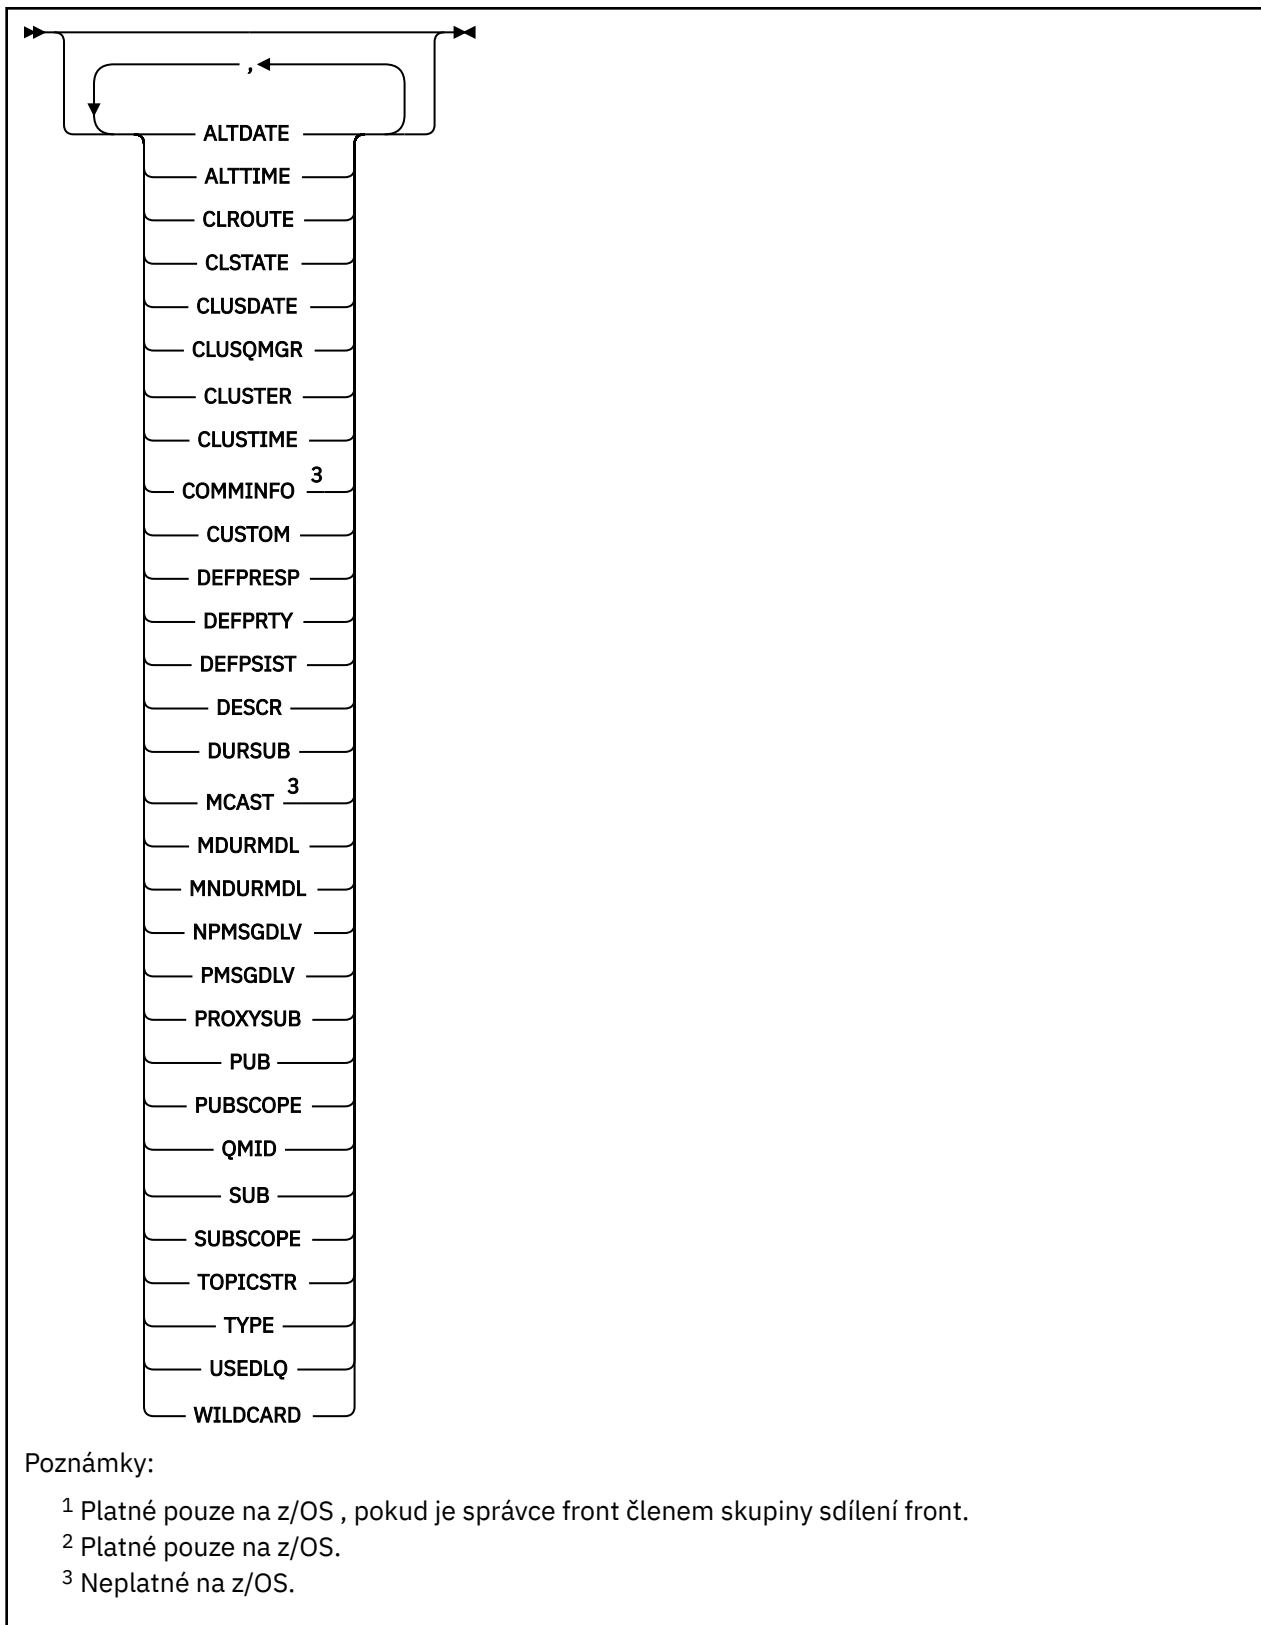 ,
ALTDATE
ALTTIME
CLROUTE
CLSTATE
CLUSDATE
CLUSQMGR
CLUSTER
CLUSTIME
COMMINFO 3
CUSTOM
DEFPRESP
DEFPRTY
DEFPSIST
DESCR
DURSUB
MCAST 3
MDURMDL
MNDURMDL
NPMSGDLV
PMSGDLV
PROXYSUB
PUB
PUBSCOPE
QMID
SUB
SUBSCOPE
TOPICSTR
TYPE
USEDLQ
WILDCARD
Poznámky:
1 Platné pouze na z/OS , pokud je správce front členem skupiny sdílení front.
2 Platné pouze na z/OS.
3 Neplatné na z/OS.